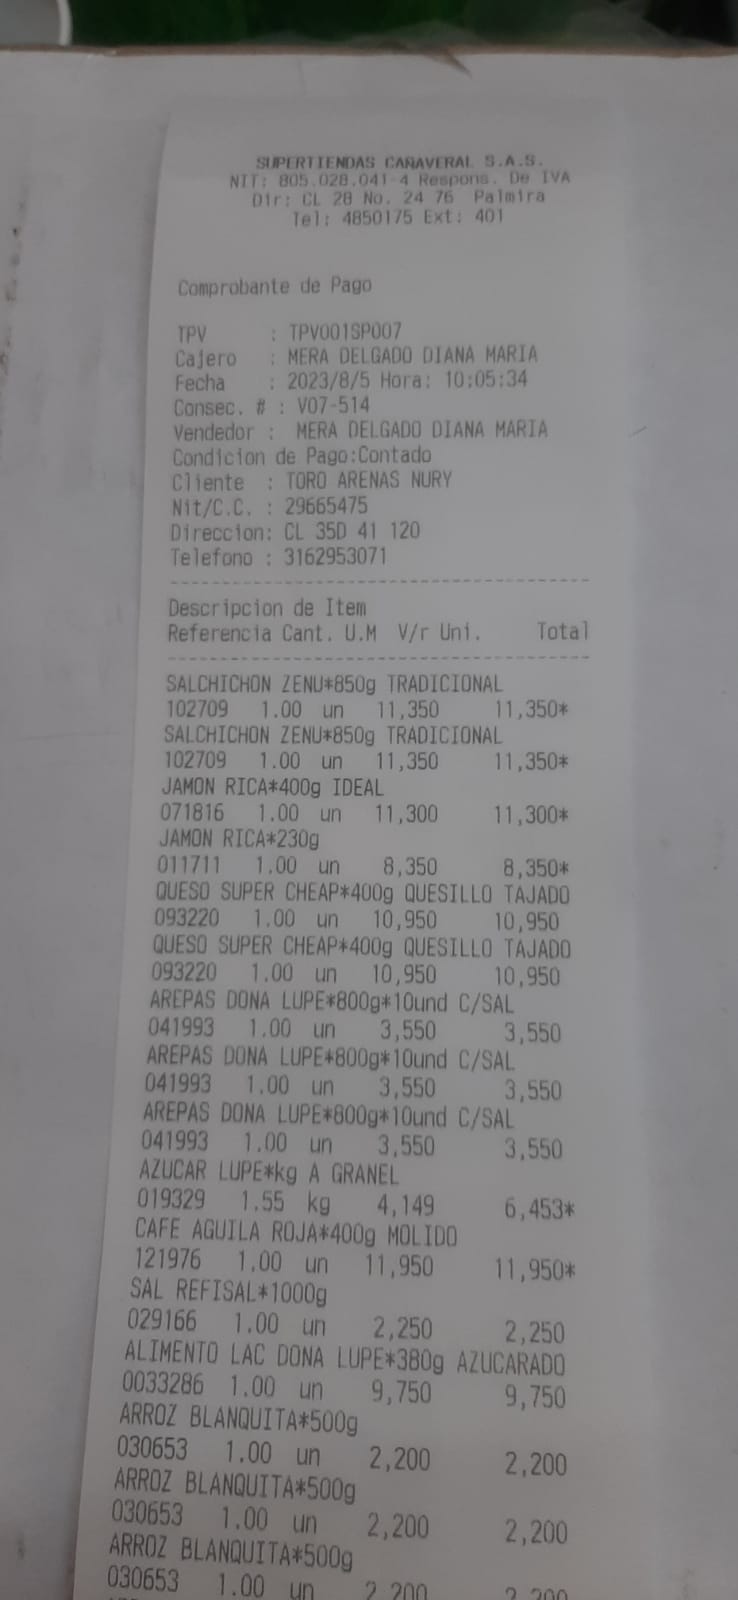 SUPERTIENDAS CAÑAVERAL S.A.S.
NIT: 805.028.041-4 Respons. De IVA
Dir: CL 28 No. 24 76 Palmira
Tel: 4850175 Ext: 401
Comprobante de Pago
TPV : TPV001SP007
Cajero : MERA DELGADO DIANA MARIA
Fecha : 2023/8/5 Hora: 10:05:34
Consec. # : V07-514
Vendedor : MERA DELGADO DIANA MARIA
Condicion de Pago:Contado
Cliente : TORO ARENAS NURY
Nit/C.C. : 29665475
Direccion: CL 35D 41 120
Telefono : 3162953071
Descripcion de Item
Referencia Cant. U.M V/r Uni. Total
SALCHICHON ZENU*850g TRADICIONAL
102709 1.00 un 11,350 11,350*
SALCHICHON ZENU*850g TRADICIONAL
102709 1.00 un 11,350 11,350*
JAMON RICA*400g IDEAL
071816 1.00 un 11,300 11,300*
JAMON RICA*230g
011711 1.00 un 8,350 8,350*
QUESO SUPER CHEAP*400g QUESILLO TAJADO
093220 1.00 un 10,950 10,950
QUESO SUPER CHEAP*400g QUESILLO TAJADO
093220 1.00 un 10,950 10,950
AREPAS DONA LUPE*800g*10und C/SAL
041993 1.00 un 3,550 3,550
AREPAS DONA LUPE*800g*10und C/SAL
041993 1.00 un 3,550 3,550
AREPAS DONA LUPE*800g*10und C/SAL
041993 1.00 un 3,550 3,550
AZUCAR LUPE*kg A GRANEL
019329 1.55 kg 4,149 6,453*
CAFE AGUILA ROJA*400g MOLIDO
121976 1,00 un 11,950 11,950*
SAL REFISAL*1000g
029166 1.00 un 2,250 2,250
ALIMENTO LAC DONA LUPE*380g AZUCARADO
0033286 1.00 un 9,750 9,750
ARROZ BLANQUITA*500g
030653 1.00 un 2,200 2,200
ARROZ BLANQUITA*500g
030653 1.00 un 2,200 2,200
ARROZ BLANQUITA*500g
030653 1.00 un 2,200 2,200